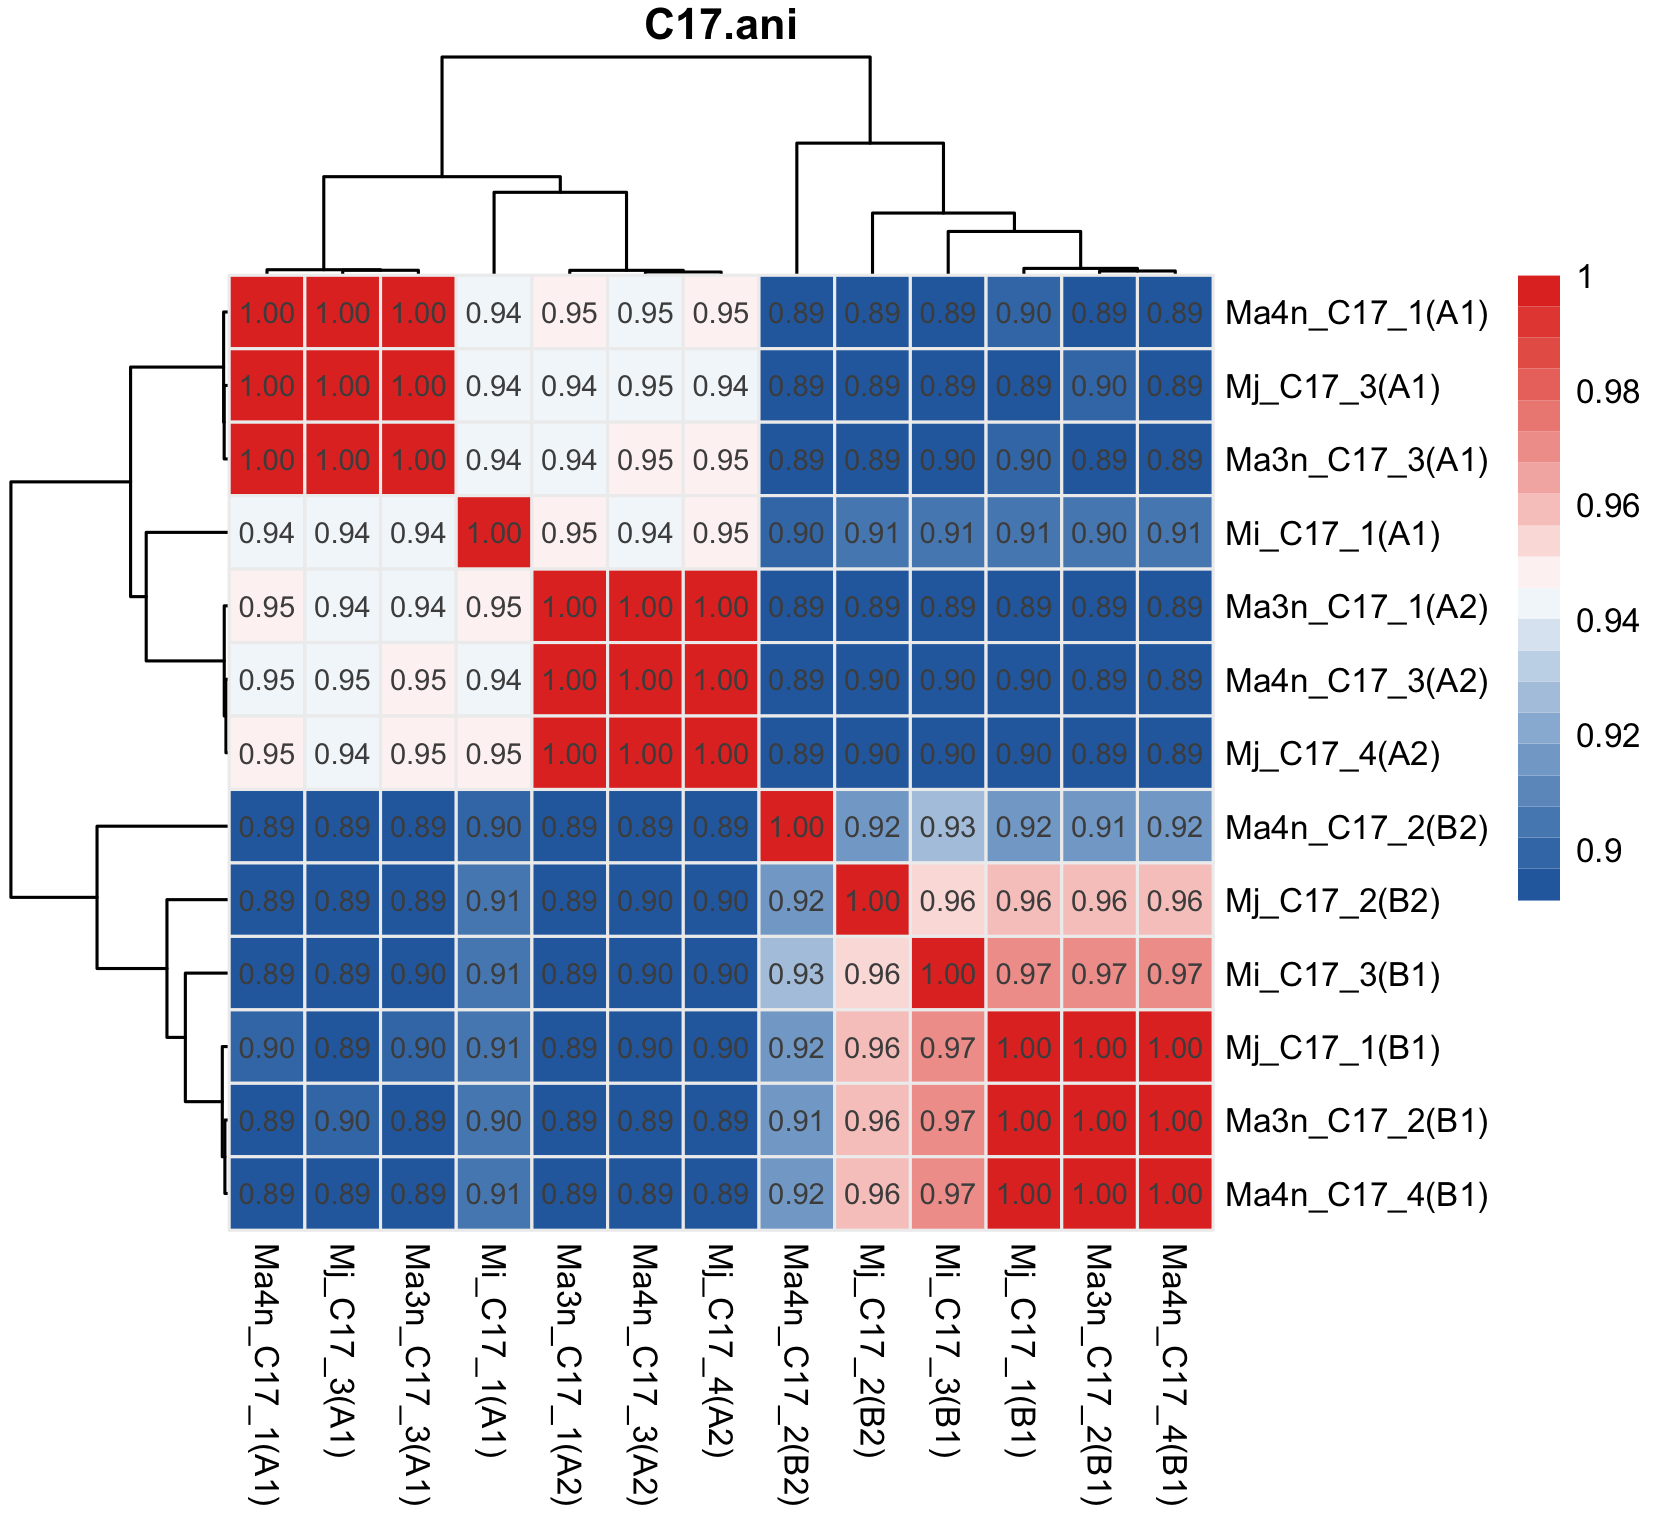 C17.ani
1.00 1.00 1.00 0.94 0.95 0.95 0.95 0.89 0.89 0.89 0.90 0.89 0.89 Ma4n_C17_1(A1)
1.00 1.00 1.00 0.94 0.94 0.95 0.94 0.89 0.89 0.89 0.89 0.90 0.89 Mj_C17_3(A1)
1.00 1.00 1.00 0.94 0.94 0.95 0.95 0.89 0.89 0.90 0.90 0.89 0.89 Ma3n_C17_3(A1)
0.94 0.94 0.94 1.00 0.95 0.94 0.95 0.90 0.91 0.91 0.91 0.90 0.91 Mi_C17_1(A1)
0.95 0.94 0.94 0.95 1.00 1.00 1.00 0.89 0.89 0.89 0.89 0.89 0.89 Ma3n_C17_1(A2)
0.95 0.95 0.95 0.94 1.00 1.00 1.00 0.89 0.90 0.90 0.90 0.89 0.89 Ma4n_C17_3(A2)
0.95 0.94 0.95 0.95 1.00 1.00 1.00 0.89 0.90 0.90 0.90 0.89 0.89 Mj_C17_4(A2)
0.89 0.89 0.89 0.90 0.89 0.89 0.89 1.00 0.92 0.93 0.92 0.91 0.92 Ma4n_C17_2(B2)
0.89 0.89 0.89 0.91 0.89 0.90 0.90 0.92 1.00 0.96 0.96 0.96 0.96 Mj_C17_2(B2)
0.89 0.89 0.90 0.91 0.89 0.90 0.90 0.93 0.96 1.00 0.97 0.97 0.97 Mi_C17_3(B1)
0.90 0.89 0.90 0.91 0.89 0.90 0.90 0.92 0.96 0.97 1.00 1.00 1.00 Mj_C17_1(B1)
0.89 0.90 0.89 0.90 0.89 0.89 0.89 0.91 0.96 0.97 1.00 1.00 1.00 Ma3n_C17_2(B1)
0.89 0.89 0.89 0.91 0.89 0.89 0.89 0.92 0.96 0.97 1.00 1.00 1.00 Ma4n_C17_4(B1)
Ma4n_C17_1(A1)
Mj_C17_3(A1)
Ma3n_C17_3(A1)
Mi_C17_1(A1)
Ma3n_C17_1(A2)
Ma4n_C17_3(A2)
Mj_C17_4(A2)
Ma4n_C17_2(B2)
Mj_C17_2(B2)
Mi_C17_3(B1)
Mj_C17_1(B1)
Ma3n_C17_2(B1)
Ma4n_C17_4(B1)
1
0.98
0.96
0.94
0.92
0.9